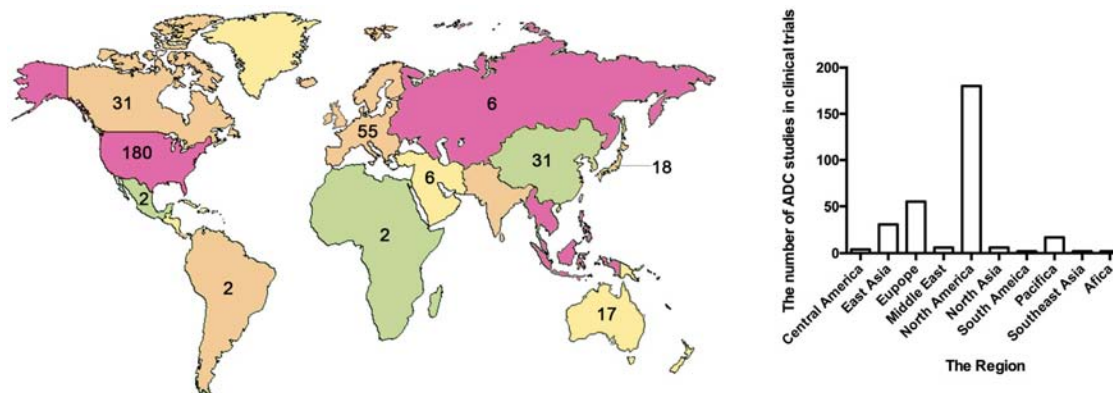 31
180
2
2
55
6
6
2
31
18
17
The number of ADC studies in clinical trials
200
150
100
50
0
Central America
East Asia
Eupope
Middle East
North America
North Asia
South Ameica
Pacifica
Southeast Asia
Afica
The Region